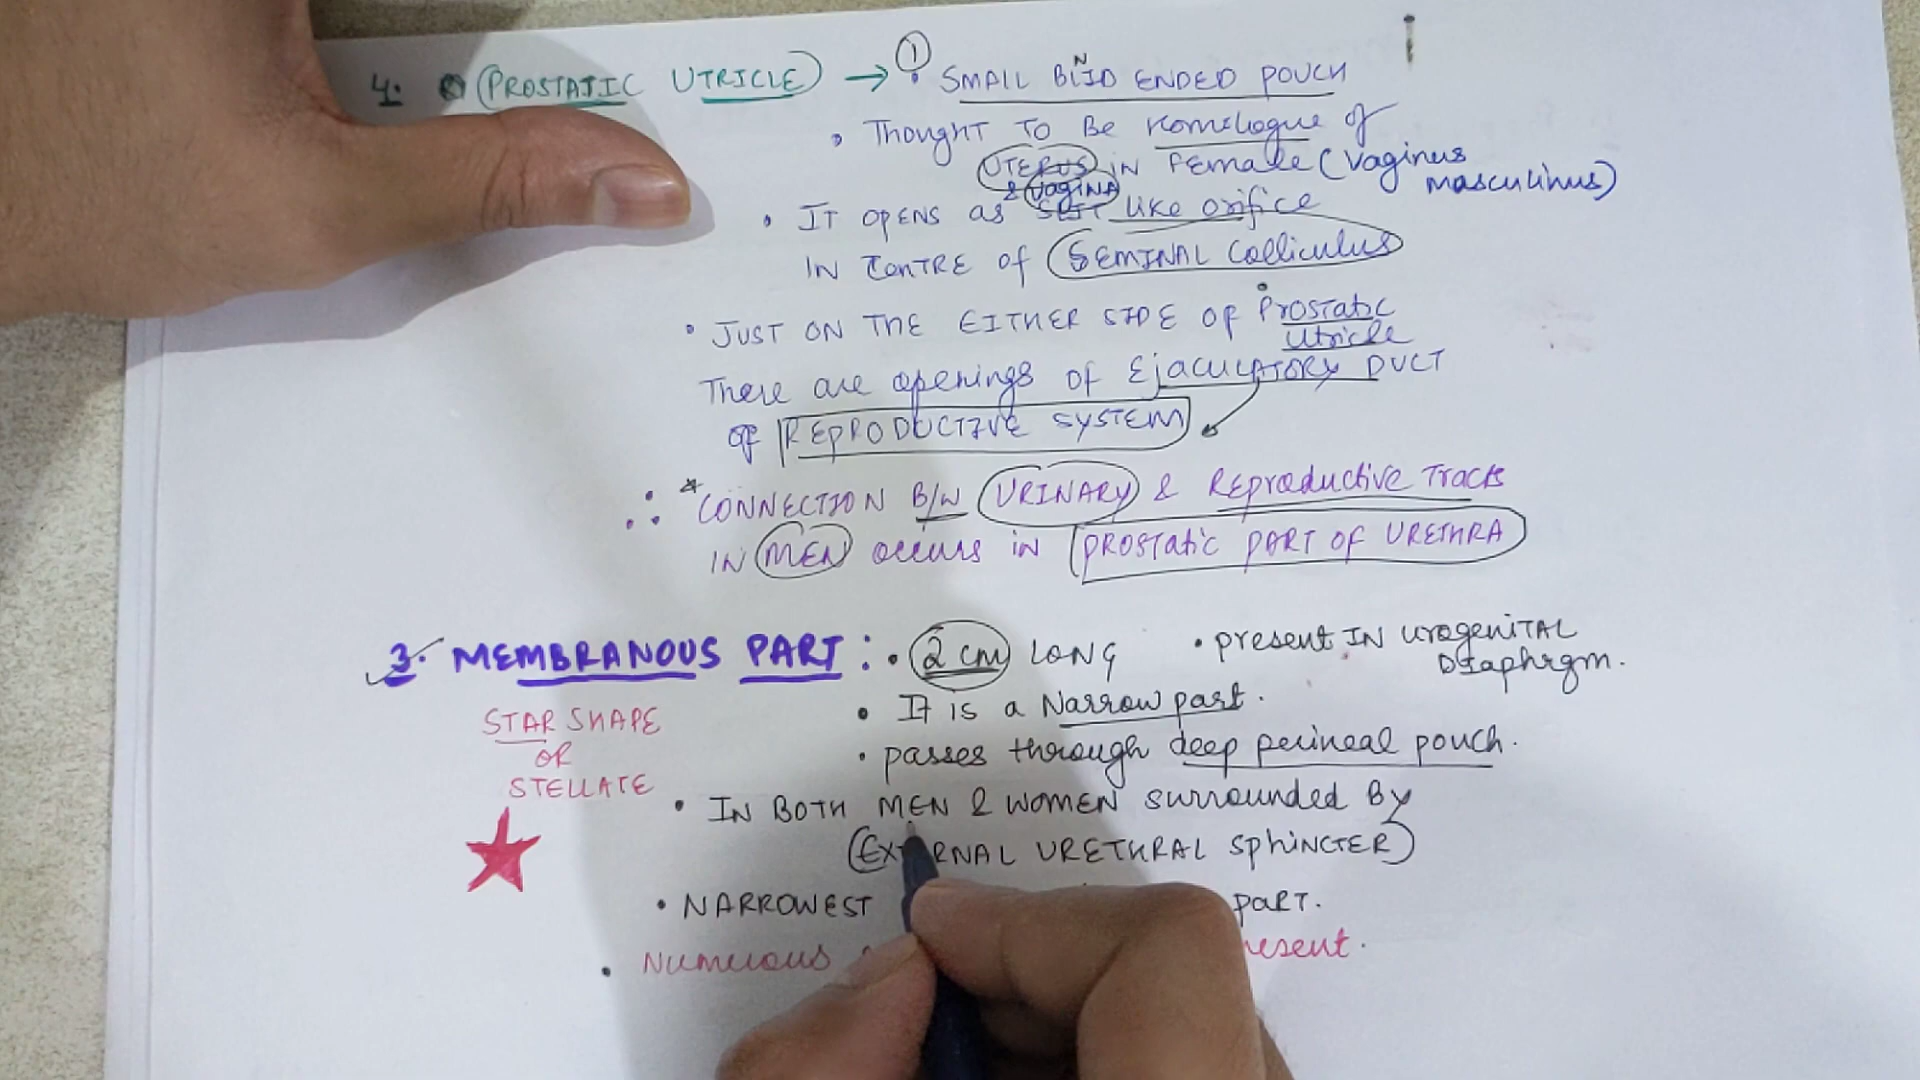 4. (PROSTATIC UTRICLE) → ① • SMALL BLIND ENDED POUCH
• Thought To Be Homologue of
UTERUS in Female (Vaginus
& Vagina masculinus)
• IT OPENS as SLIT like orifice
IN CENTRE of SEMINAL Colliculus
• JUST ON THE EITHER SIDE OF Prostatic
Utricle
There are openings of EjaculATORY DUCT
of REPRODUCTIVE SYSTEM
∴ *CONNECTION B/W URINARY & Reproductive Tracts
IN MEN occurs in PROSTatic PART OF URETHRA
3. MEMBRANOUS PART : • 2 cm LONG • present IN UrogenITAL
DIaphrgm.
STAR SHAPE
OR
STELLATE
• It is a Narrow part.
• passes through deep perineal pouch.
• IN BOTH MEN & WOMEN surrounded By
(EX RNAL URETHRAL SPhINCTER)
• NARROWEST PART.
• Numerous resent.